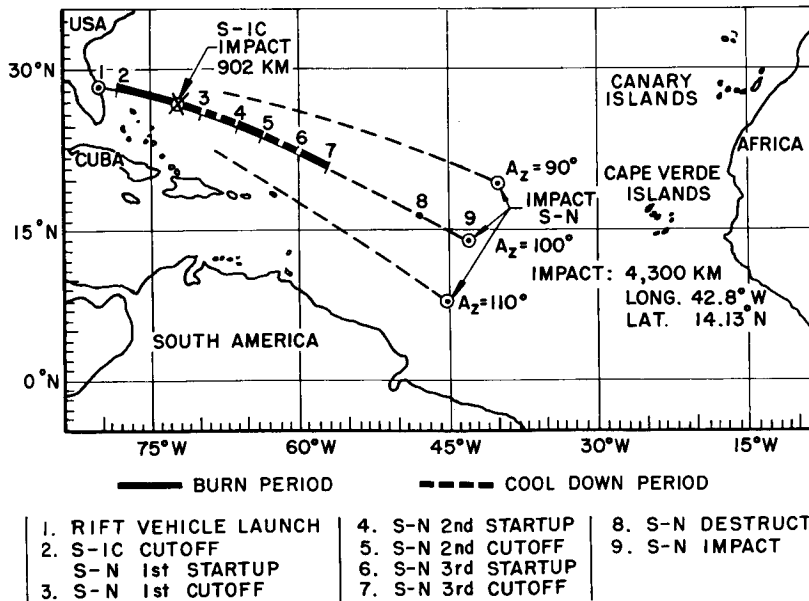 USA
S-IC
IMPACT
902 KM
30°N
1
2
3
4
5
6
7
8
9
CUBA
CANARY
ISLANDS
AFRICA
CAPE VERDE
ISLANDS
Az=90°
IMPACT
S-N
15°N
Az=100°
IMPACT: 4,300 KM
LONG. 42.8° W
LAT. 14.13°N
Az=110°
SOUTH AMERICA
0°N
75°W
60°W
45°W
30°W
15°W
BURN PERIOD
COOL DOWN PERIOD
1. RIFT VEHICLE LAUNCH
2. S-IC CUTOFF
S-N 1st STARTUP
3. S-N 1st CUTOFF
4. S-N 2nd STARTUP
5. S-N 2nd CUTOFF
6. S-N 3rd STARTUP
7. S-N 3rd CUTOFF
8. S-N DESTRUCT
9. S-N IMPACT